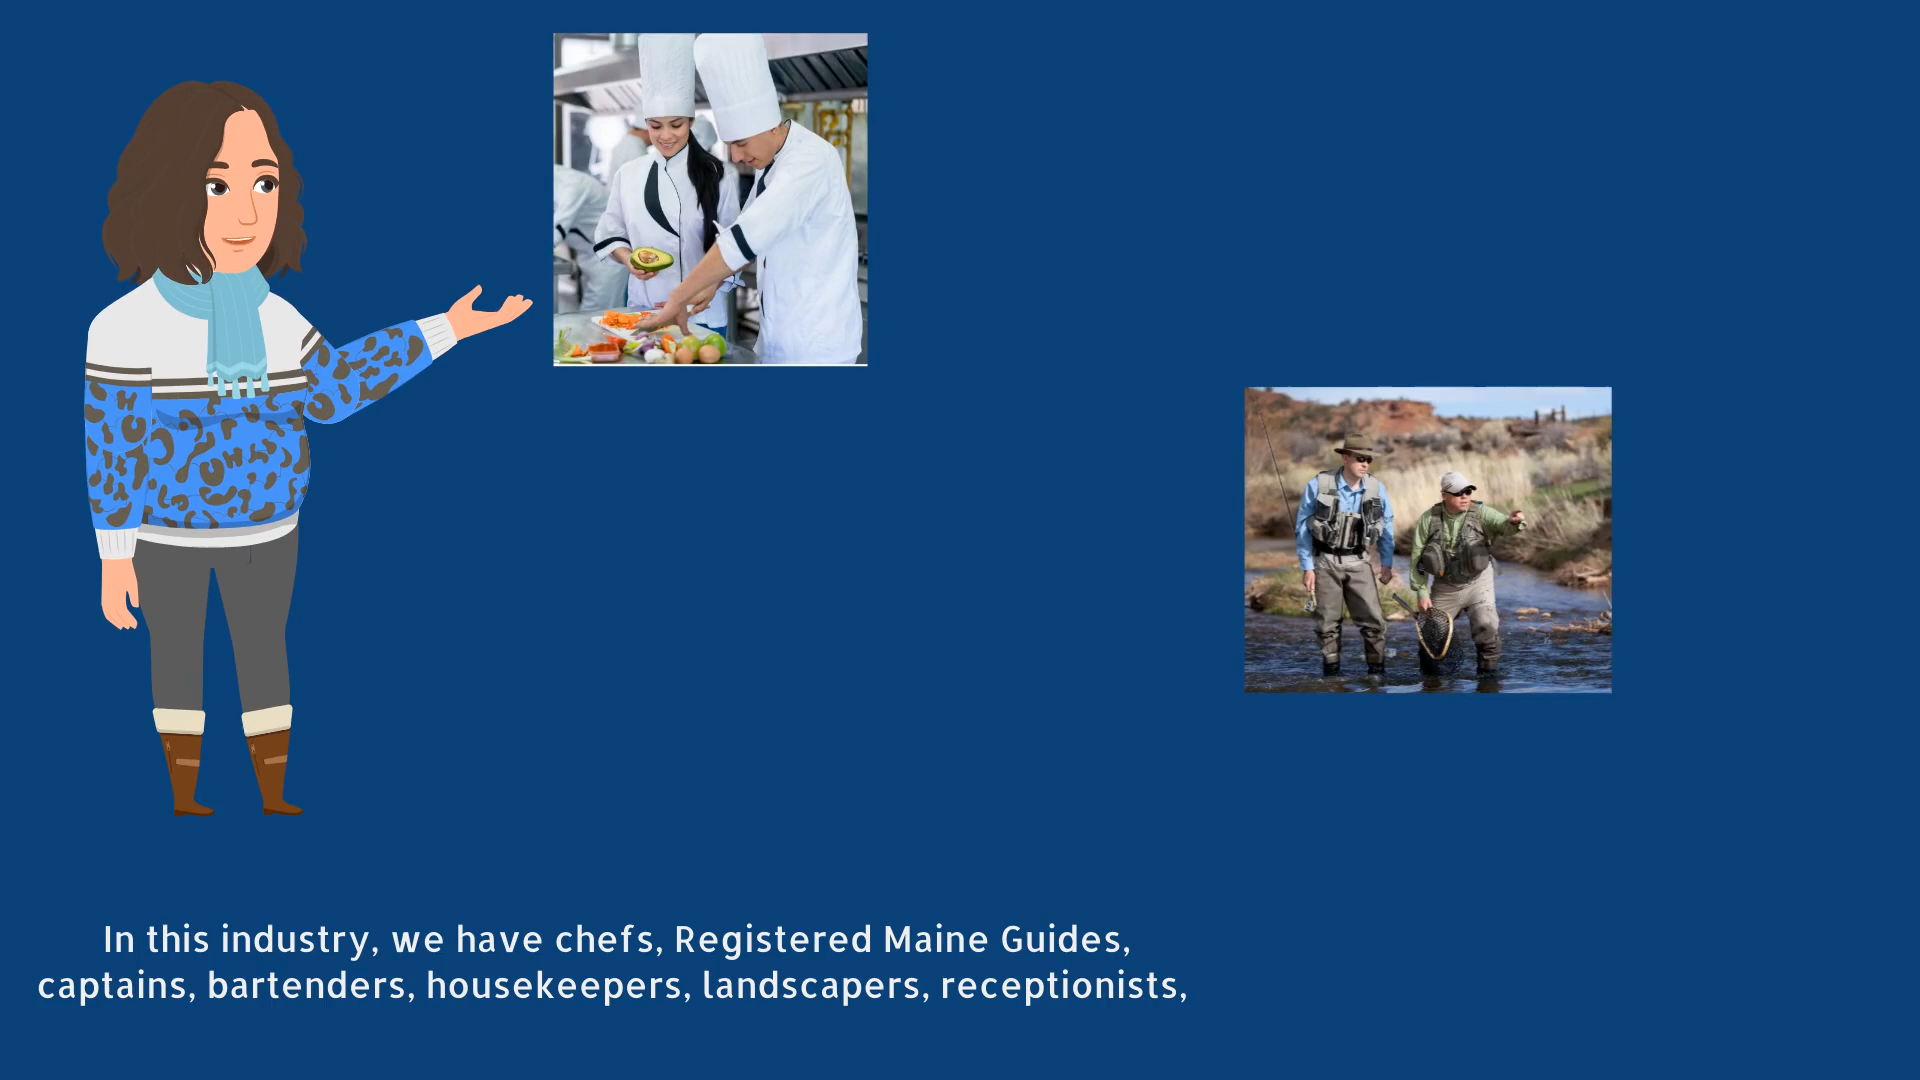 In this industry, we have chefs, Registered Maine Guides,
captains, bartenders, housekeepers, landscapers, receptionists,